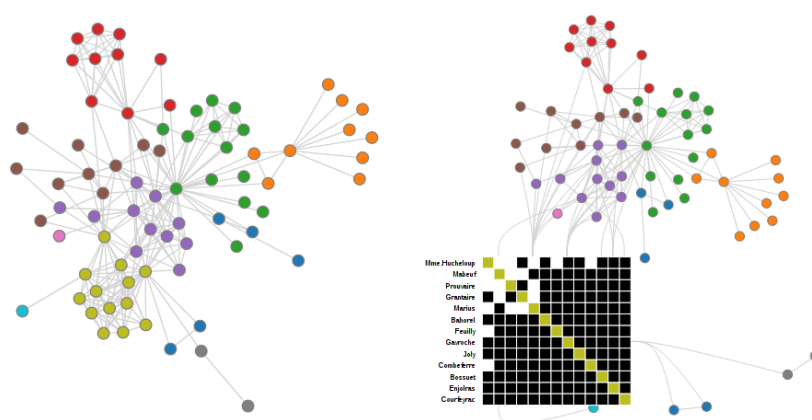 Mme.Hucheloup
Mabeuf
Prouvaire
Grantaire
Marius
Bahorel
Feuilly
Gavroche
Joly
Combeferre
Bossuet
Enjolras
Courfeyrac